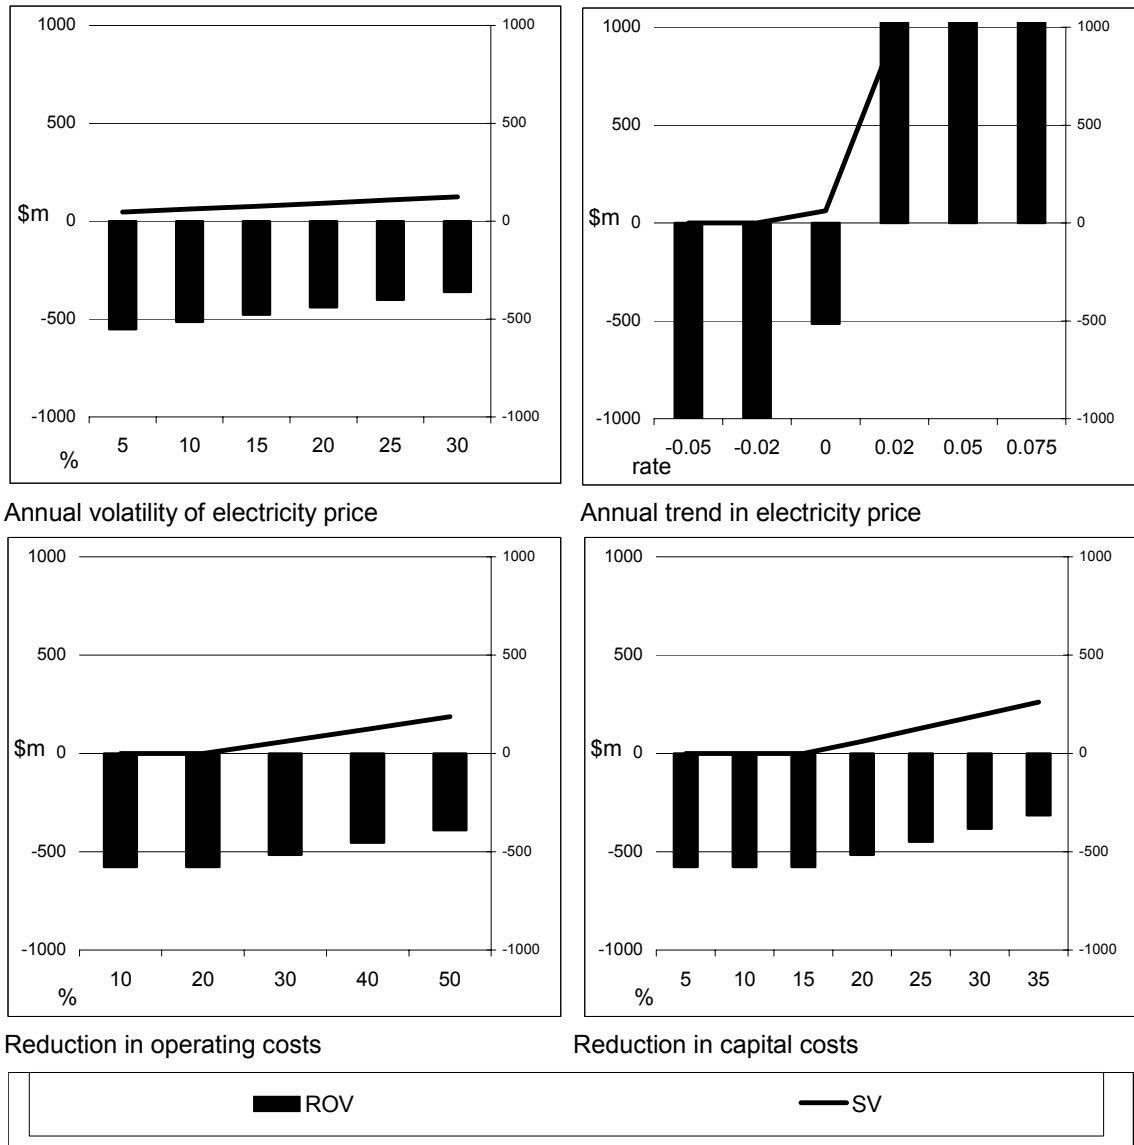 1000
500
$m
0
-500
-1000
1000
500
0
-500
-1000
5 10 15 20 25 30
%
Annual volatility of electricity price
1000
500
$m
0
-500
-1000
1000
500
0
-500
-1000
-0.05 -0.02 0 0.02 0.05 0.075
rate
Annual trend in electricity price
1000
500
$m 0
-500
-1000
1000
500
0
-500
-1000
10 20 30 40 50
%
Reduction in operating costs
1000
500
$m 0
-500
-1000
1000
500
0
-500
-1000
5 10 15 20 25 30 35
%
Reduction in capital costs
ROV SV